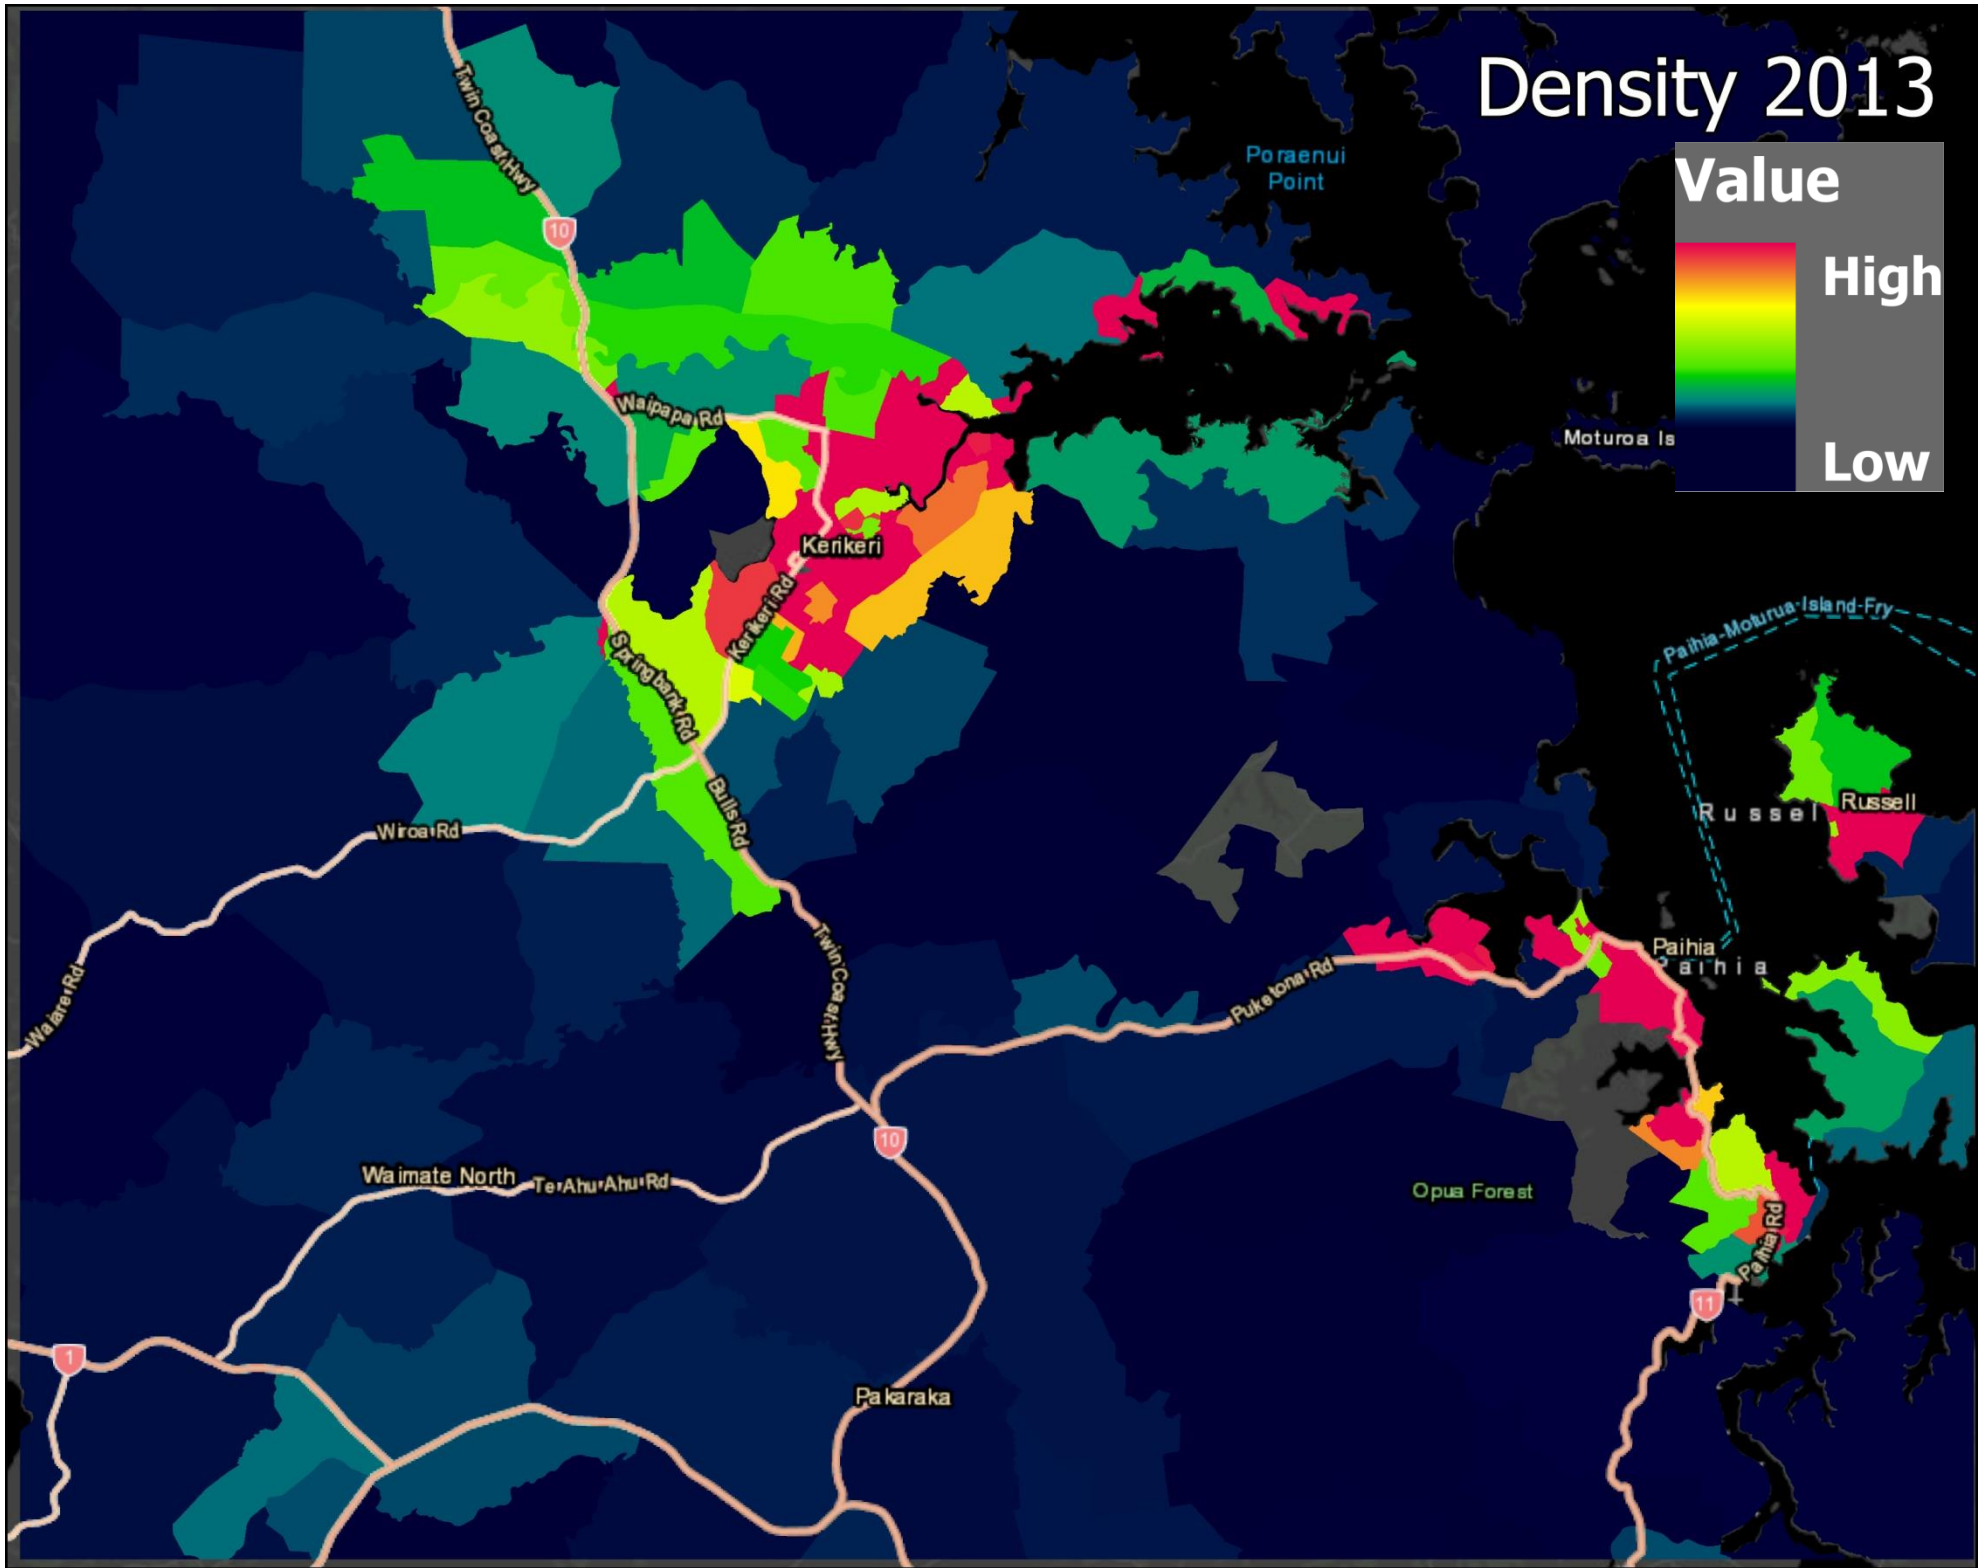 Density 2013
Value
High
Low
Twin Coast Hwy
10
Poraenui
Point
Waipapa Rd
Moturoa Is
Kerikeri
Kerikeri Rd
Springbank Rd
Paihia-Moturua-Island-Fry
Bulls Rd
Russell
Russel
Wiroa Rd
Twin Coast Hwy
Paihia
Paihia
Waiare Rd
Puketona Rd
10
Waimate North
Te Ahu Ahu Rd
Opua Forest
Paihia Rd
11
1
Pakaraka